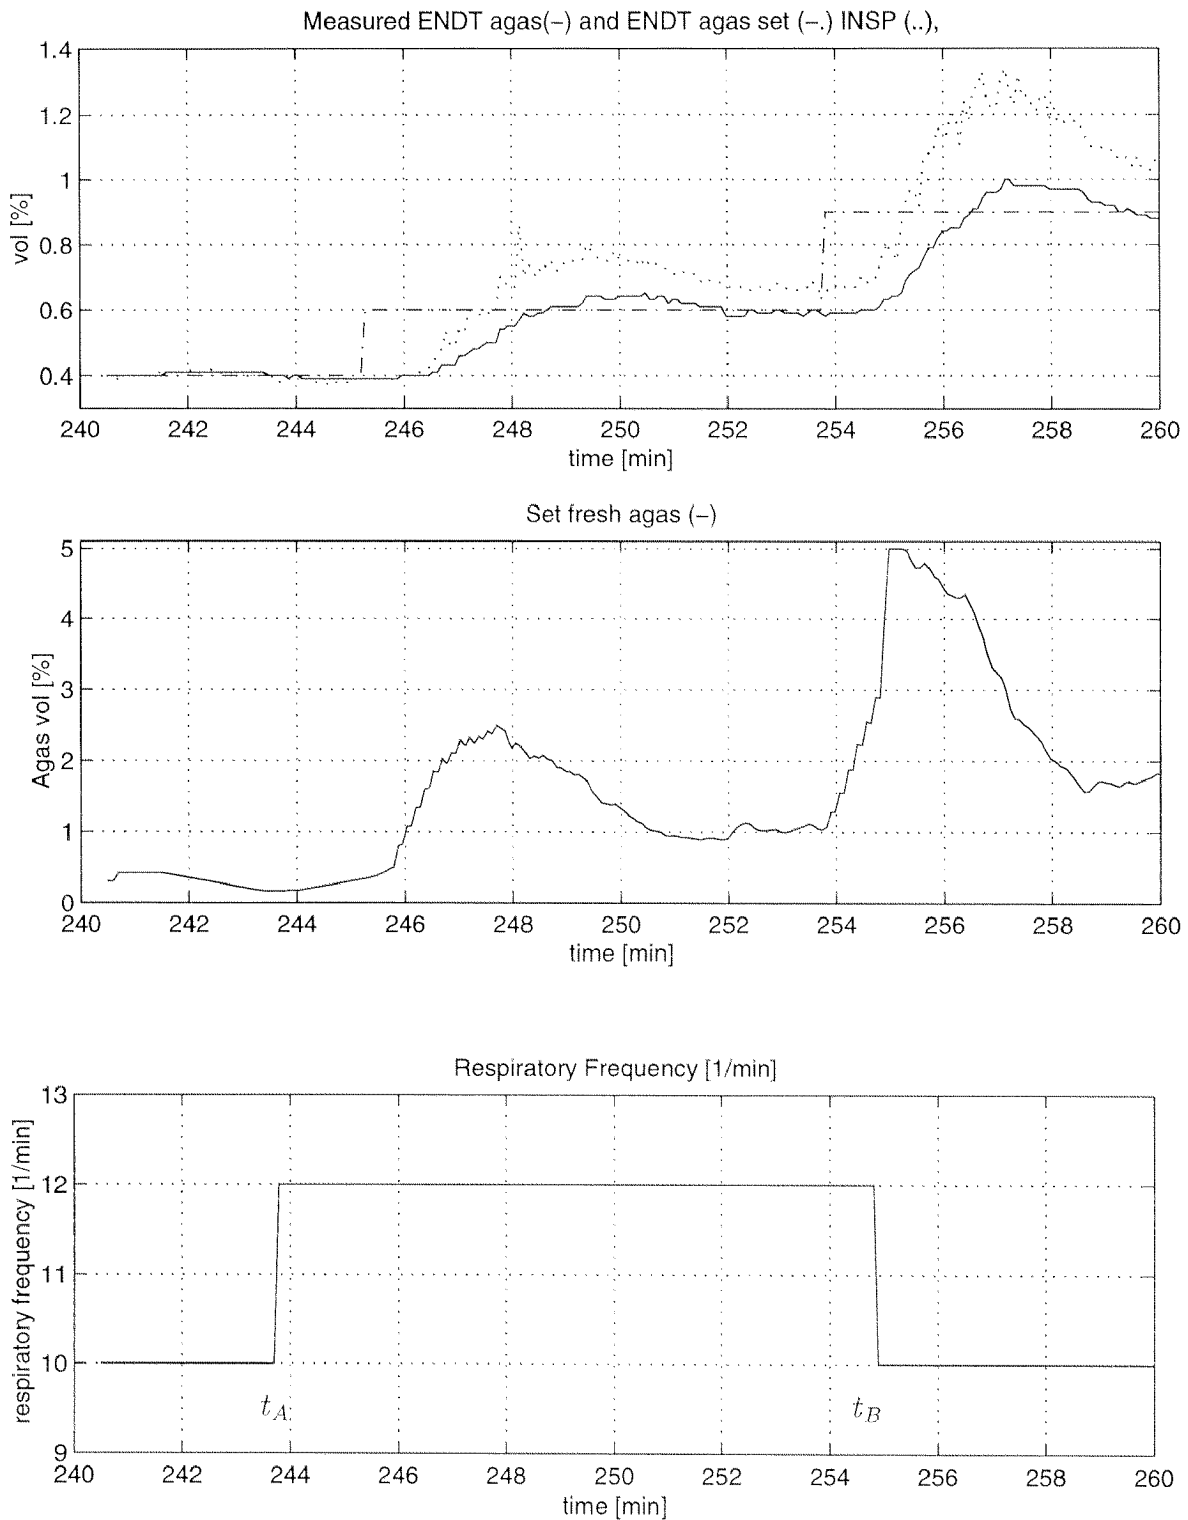 Measured ENDT agas(−) and ENDT agas set (−.) INSP (..),
1.4
1.2
1
0.8
0.6
0.4
vol [%]
240 242 244 246 248 250 252 254 256 258 260
time [min]
Set fresh agas (−)
5
4
3
2
1
0
Agas vol [%]
240 242 244 246 248 250 252 254 256 258 260
time [min]
Respiratory Frequency [1/min]
13
12
11
10
9
respiratory frequency [1/min]
t_A
t_B
240 242 244 246 248 250 252 254 256 258 260
time [min]